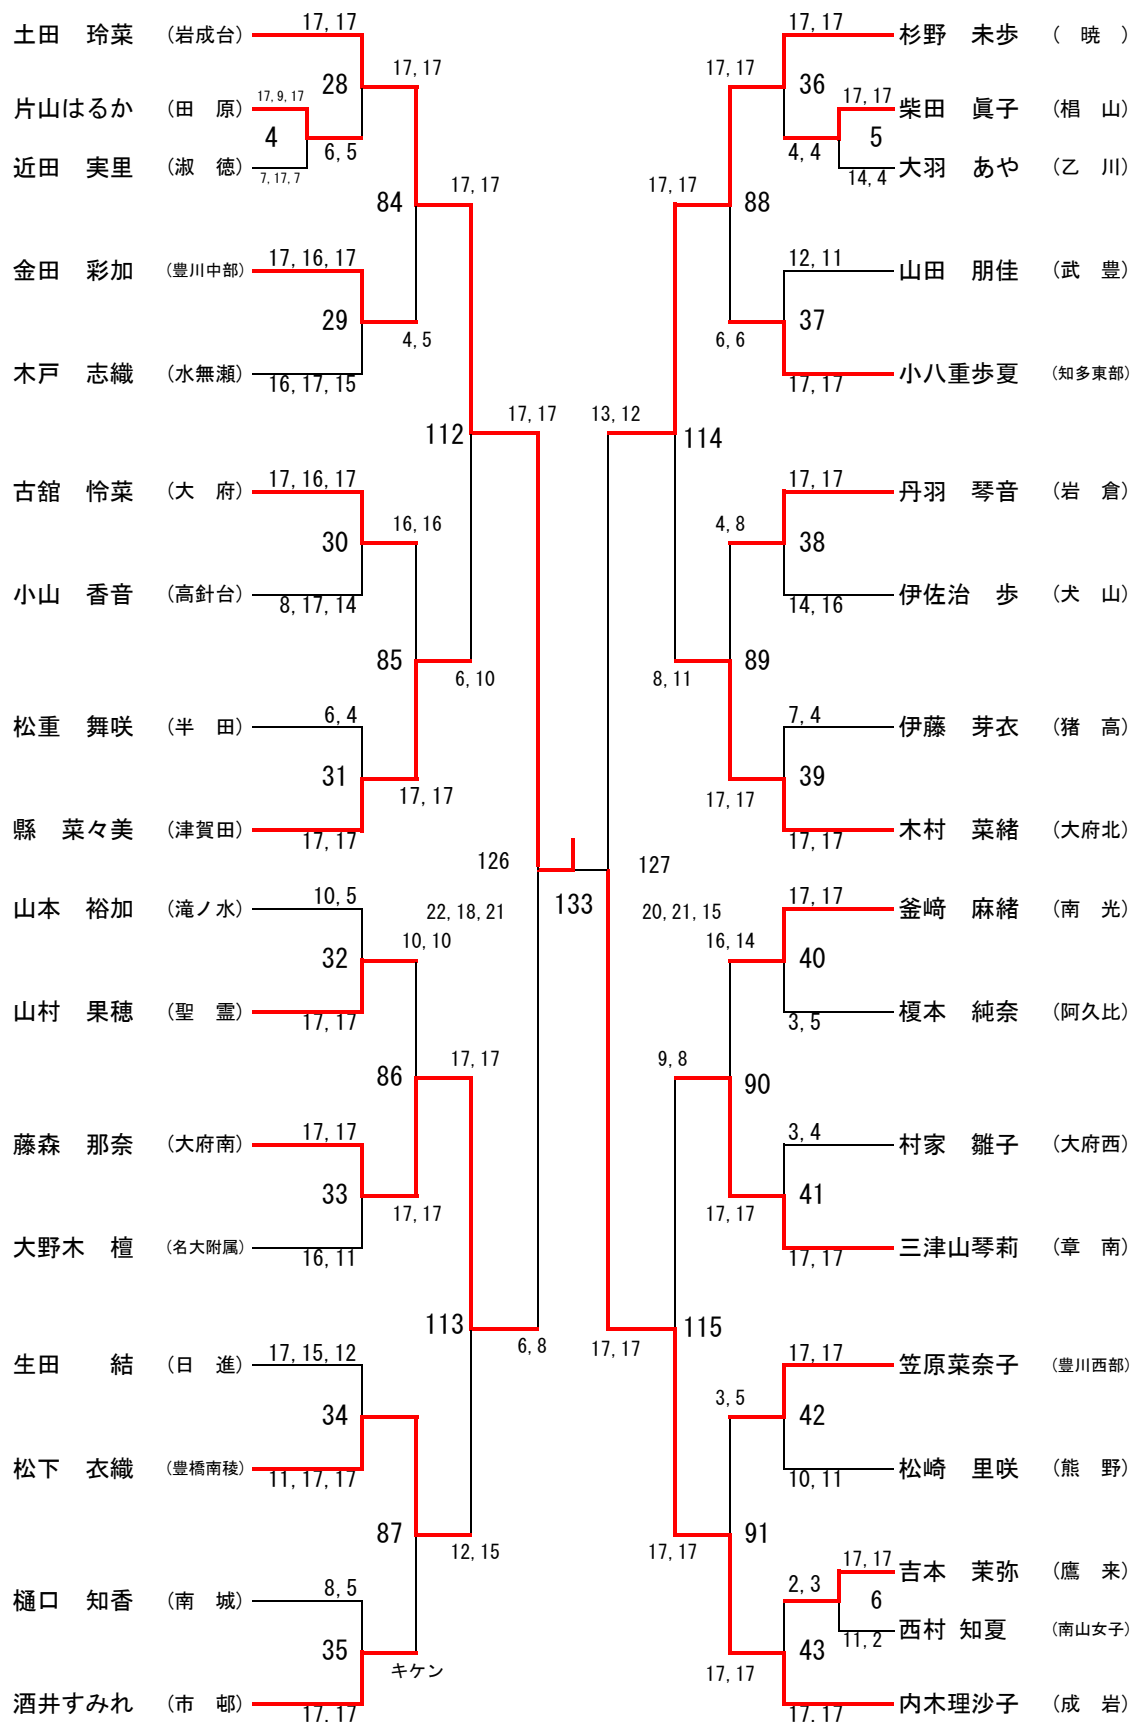 土田　玲菜　（岩成台）　17, 17
28
17, 17
片山はるか　（田　原）　17, 9, 17
4
6, 5
近田　実里　（淑　徳）　7, 17, 7
84
17, 17
金田　彩加　（豊川中部）　17, 16, 17
29
4, 5
木戸　志織　（水無瀬）　16, 17, 15
112
17, 17
古舘　怜菜　（大　府）　17, 16, 17
30
16, 16
小山　香音　（高針台）　8, 17, 14
85
6, 10
松重　舞咲　（半　田）　6, 4
31
17, 17
縣　菜々美　（津賀田）　17, 17
126
22, 18, 21
山本　裕加　（滝ノ水）　10, 5
32
10, 10
山村　果穂　（聖　霊）　17, 17
86
17, 17
藤森　那奈　（大府南）　17, 17
33
17, 17
大野木　檀　（名大附属）　16, 11
113
6, 8
生田　　結　（日　進）　17, 15, 12
34
松下　衣織　（豊橋南稜）　11, 17, 17
87
12, 15
樋口　知香　（南　城）　8, 5
35
キケン
酒井すみれ　（市　邨）　17, 17
133
17, 17　杉野　未歩　（　暁　）
36
17, 17
17, 17　柴田　眞子　（椙　山）
5
4, 4
14, 4　大羽　あや　（乙　川）
88
17, 17
12, 11　山田　朋佳　（武　豊）
37
6, 6
17, 17　小八重歩夏　（知多東部）
114
13, 12
17, 17　丹羽　琴音　（岩　倉）
38
4, 8
14, 16　伊佐治　歩　（犬　山）
89
8, 11
7, 4　伊藤　芽衣　（猪　高）
39
17, 17
17, 17　木村　菜緒　（大府北）
127
20, 21, 15
17, 17　釜﨑　麻緒　（南　光）
40
16, 14
3, 5　榎本　純奈　（阿久比）
90
9, 8
3, 4　村家　雛子　（大府西）
41
17, 17
17, 17　三津山琴莉　（章　南）
115
17, 17
17, 17　笠原菜奈子　（豊川西部）
42
3, 5
10, 11　松崎　里咲　（熊　野）
91
17, 17
17, 17　吉本　茉弥　（鷹　来）
6
2, 3
11, 2　西村 知夏　（南山女子）
43
17, 17
17, 17　内木理沙子　（成　岩）